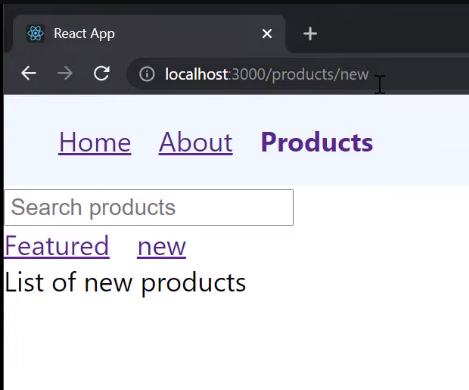 React App
localhost:3000/products/new
Home About Products
Search products
Featured new
List of new products